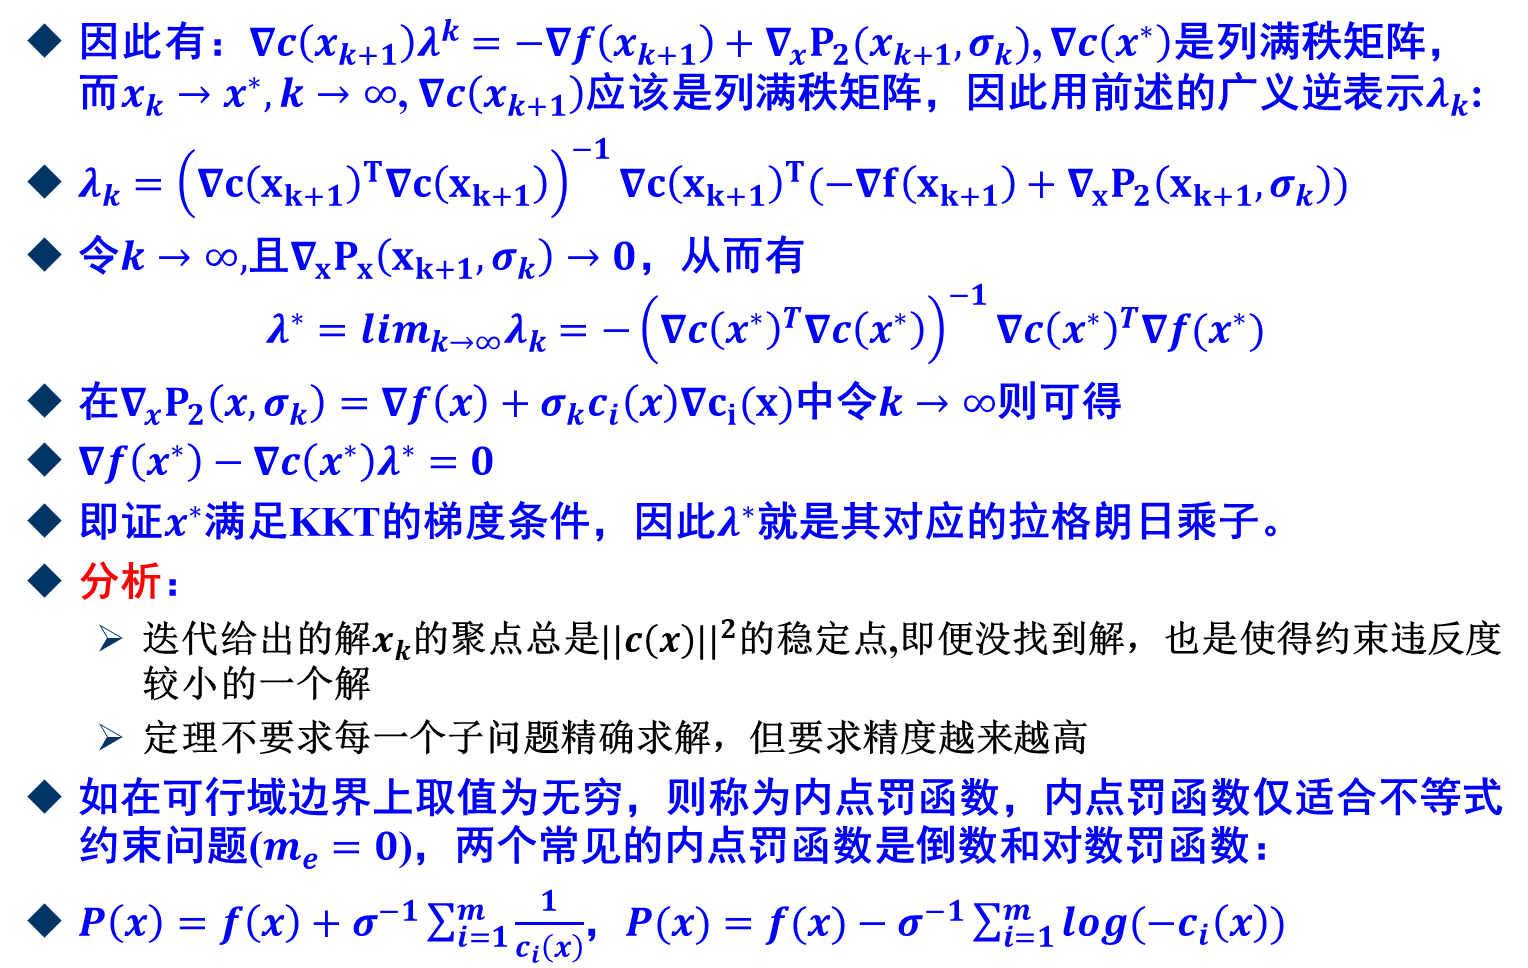 ◆ 因此有：∇c(x_{k+1})λ^k = −∇f(x_{k+1}) + ∇_xP_2(x_{k+1}, σ_k), ∇c(x*)是列满秩矩阵，
而x_k → x*, k → ∞, ∇c(x_{k+1})应该是列满秩矩阵，因此用前述的广义逆表示λ_k:
◆ λ_k = (∇c(x_{k+1})^T∇c(x_{k+1}))^{−1} ∇c(x_{k+1})^T(−∇f(x_{k+1}) + ∇_xP_2(x_{k+1}, σ_k))
◆ 令k → ∞,且∇_xP_x(x_{k+1}, σ_k) → 0，从而有
λ* = lim_{k→∞}λ_k = −(∇c(x*)^T∇c(x*))^{−1} ∇c(x*)^T∇f(x*)
◆ 在∇_xP_2(x, σ_k) = ∇f(x) + σ_kc_i(x)∇c_i(x)中令k → ∞则可得
◆ ∇f(x*) − ∇c(x*)λ* = 0
◆ 即证x*满足KKT的梯度条件，因此λ*就是其对应的拉格朗日乘子。
◆ 分析：
➢ 迭代给出的解x_k的聚点总是||c(x)||^2的稳定点,即便没找到解，也是使得约束违反度
较小的一个解
➢ 定理不要求每一个子问题精确求解，但要求精度越来越高
◆ 如在可行域边界上取值为无穷，则称为内点罚函数，内点罚函数仅适合不等式
约束问题(m_e = 0)，两个常见的内点罚函数是倒数和对数罚函数：
◆ P(x) = f(x) + σ^{−1} ∑_{i=1}^{m} 1/c_i(x)，P(x) = f(x) − σ^{−1} ∑_{i=1}^{m} log(−c_i(x))